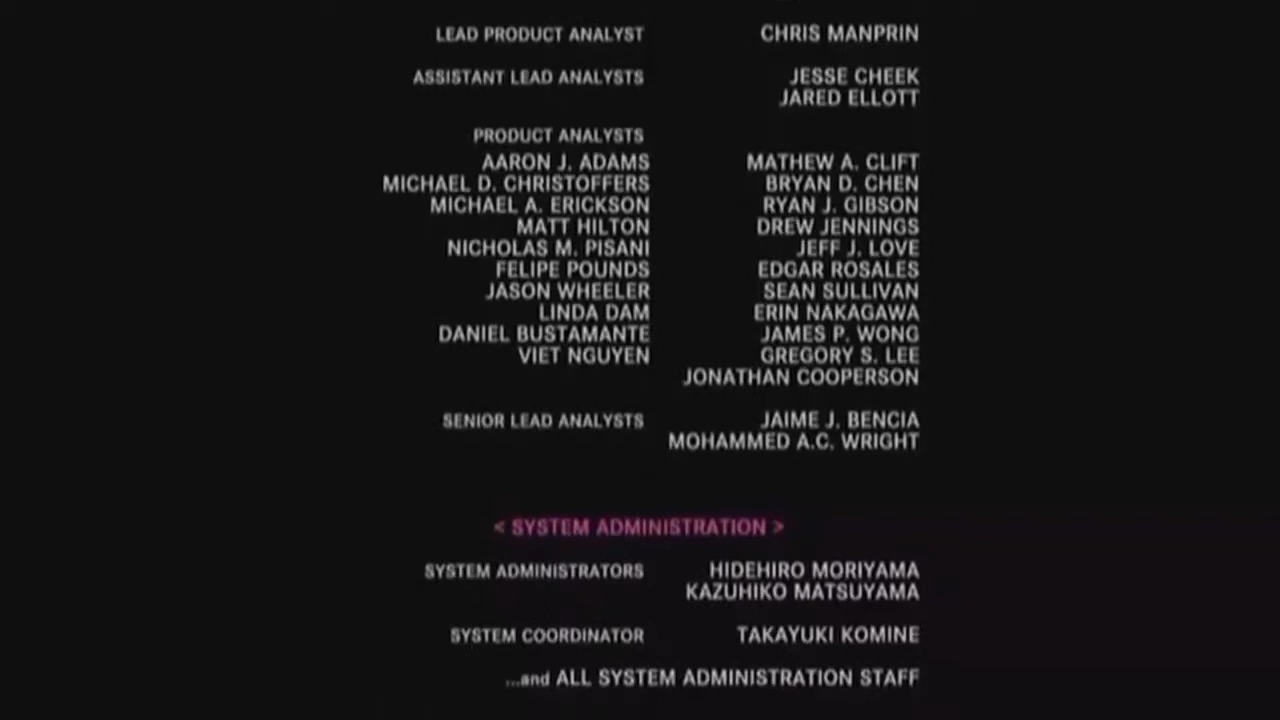 LEAD PRODUCT ANALYST CHRIS MANPRIN
ASSISTANT LEAD ANALYSTS JESSE CHEEK
JARED ELLOTT
PRODUCT ANALYSTS
AARON J. ADAMS MATHEW A. CLIFT
MICHAEL D. CHRISTOFFERS BRYAN D. CHEN
MICHAEL A. ERICKSON RYAN J. GIBSON
MATT HILTON DREW JENNINGS
NICHOLAS M. PISANI JEFF J. LOVE
FELIPE POUNDS EDGAR ROSALES
JASON WHEELER SEAN SULLIVAN
LINDA DAM ERIN NAKAGAWA
DANIEL BUSTAMANTE JAMES P. WONG
VIET NGUYEN GREGORY S. LEE
JONATHAN COOPERSON
SENIOR LEAD ANALYSTS JAIME J. BENCIA
MOHAMMED A.C. WRIGHT
< SYSTEM ADMINISTRATION >
SYSTEM ADMINISTRATORS HIDEHIRO MORIYAMA
KAZUHIKO MATSUYAMA
SYSTEM COORDINATOR TAKAYUKI KOMINE
...and ALL SYSTEM ADMINISTRATION STAFF